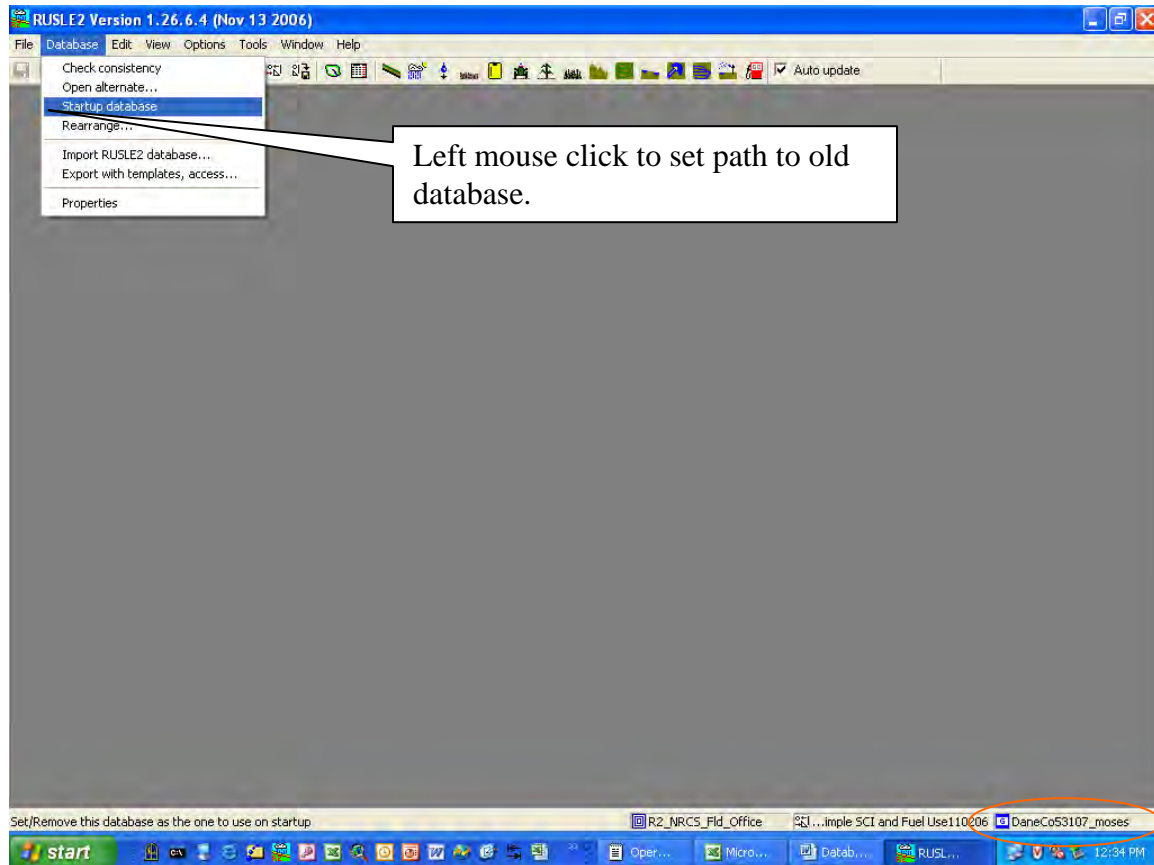 RUSLE2 Version 1.26.6.4 (Nov 13 2006)
File Database Edit View Options Tools Window Help
Check consistency
Auto update
Open alternate...
Startup database
Rearrange...
Import RUSLE2 database...
Export with templates, access...
Properties
Left mouse click to set path to old
database.
Set/Remove this database as the one to use on startup
R2_NRCS_Fld_Office
...imple SCI and Fuel Use110206
DaneCo53107_moses
start
Oper...
Micro...
Datab...
RUSL...
12:34 PM